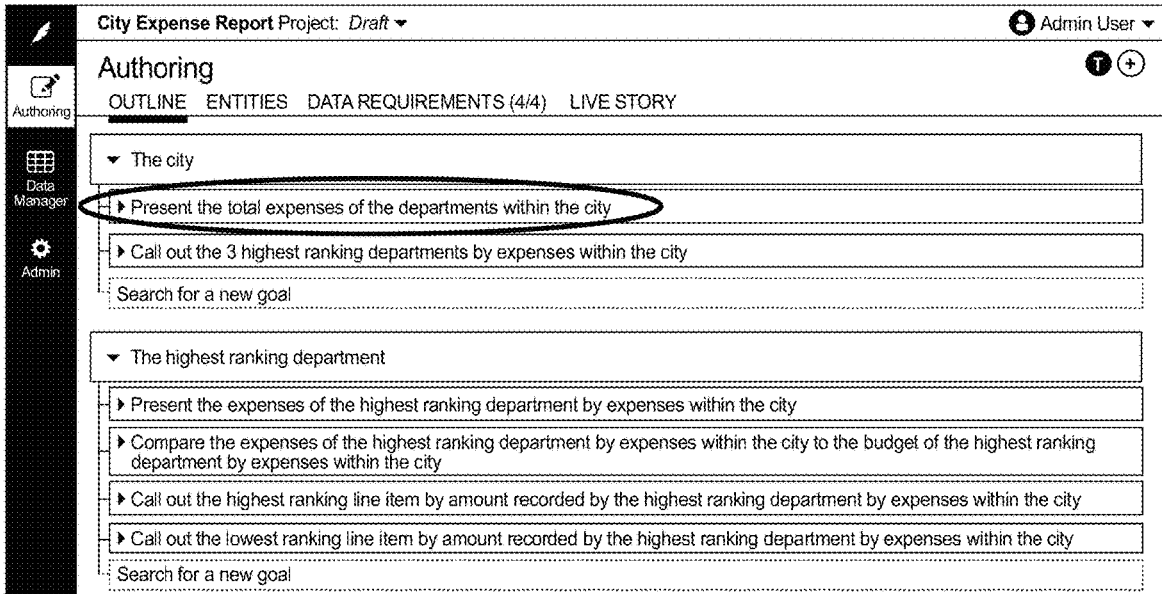 City Expense Report Project: Draft
Admin User
Authoring
T +
Authoring
OUTLINE ENTITIES DATA REQUIREMENTS (4/4) LIVE STORY
The city
Data
Manager
Present the total expenses of the departments within the city
Call out the 3 highest ranking departments by expenses within the city
Admin
Search for a new goal
The highest ranking department
Present the expenses of the highest ranking department by expenses within the city
Compare the expenses of the highest ranking department by expenses within the city to the budget of the highest ranking
department by expenses within the city
Call out the highest ranking line item by amount recorded by the highest ranking department by expenses within the city
Call out the lowest ranking line item by amount recorded by the highest ranking department by expenses within the city
Search for a new goal